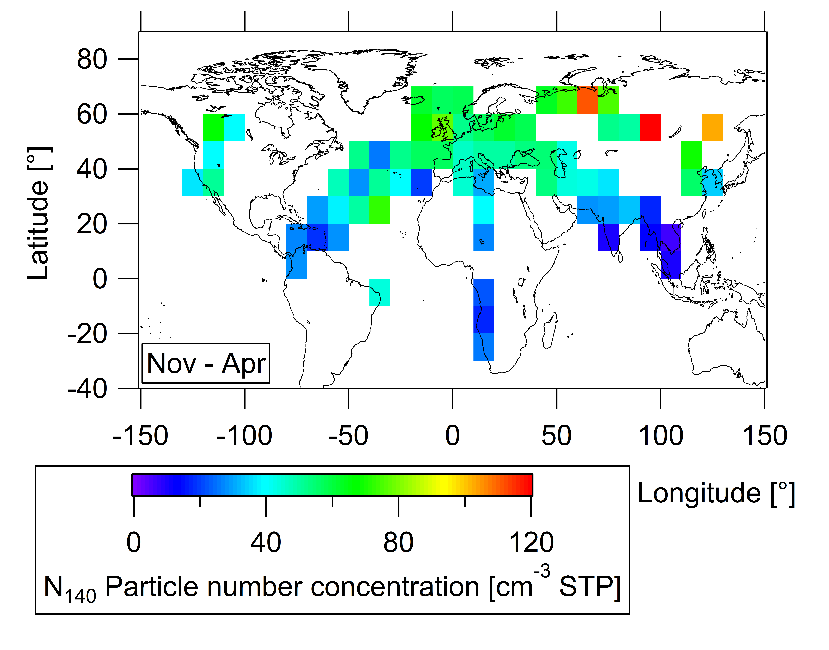 80
60
40
20
0
-20
-40
Latitude [°]
Nov - Apr
-150 -100 -50 0 50 100 150
Longitude [°]
0 40 80 120
N₁₄₀ Particle number concentration [cm⁻³ STP]